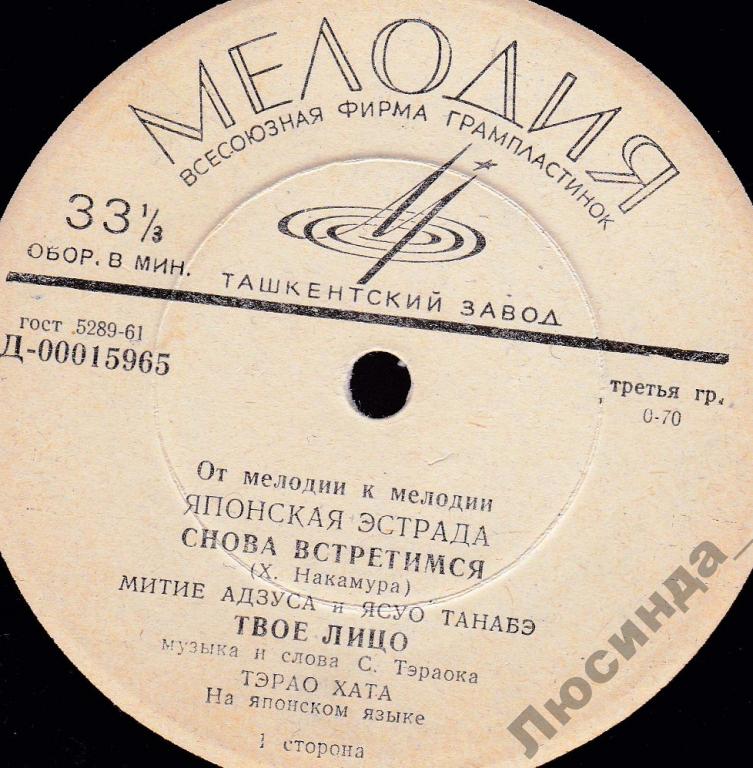 МЕЛОДИЯ
ВСЕСОЮЗНАЯ ФИРМА ГРАМПЛАСТИНОК
33 1/3
ОБОР. В МИН.
ТАШКЕНТСКИЙ ЗАВОД
гост 5289-61
Д-00015965
третья гр.
0-70
От мелодии к мелодии
ЯПОНСКАЯ ЭСТРАДА
СНОВА ВСТРЕТИМСЯ
(Х. Накамура)
МИТИЕ АДЗУСА и ЯСУО ТАНАБЭ
ТВОЕ ЛИЦО
музыка и слова С. Тэраока
ТЭРАО ХАТА
На японском языке
1 сторона
Люсинда_